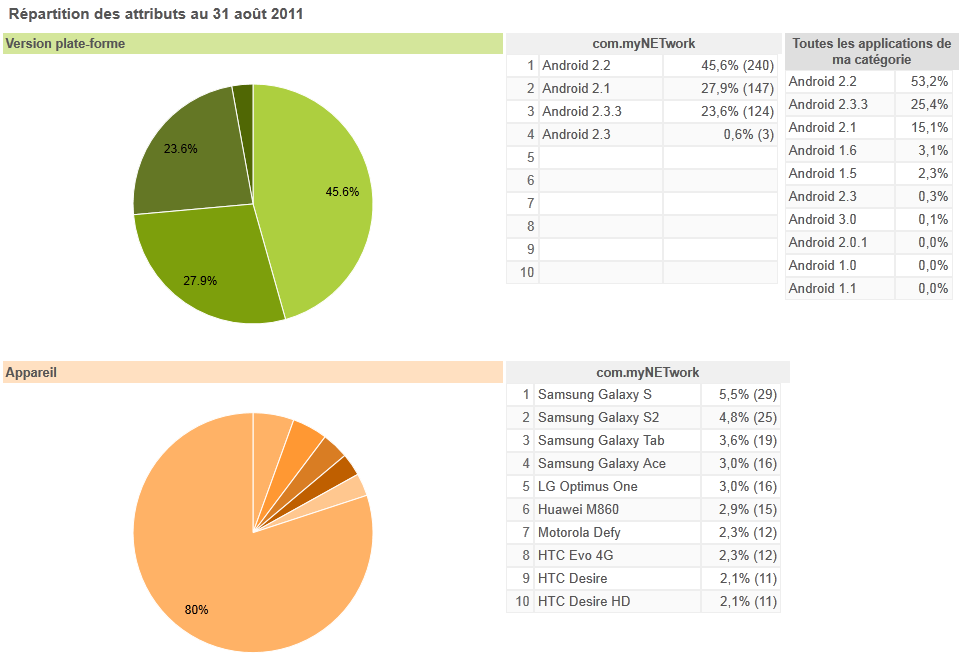 Répartition des attributs au 31 août 2011
Version plate-forme
23.6%
45.6%
27.9%
com.myNETwork
1 Android 2.2 45,6% (240)
2 Android 2.1 27,9% (147)
3 Android 2.3.3 23,6% (124)
4 Android 2.3 0,6% (3)
5
6
7
8
9
10
Toutes les applications de
ma catégorie
Android 2.2 53,2%
Android 2.3.3 25,4%
Android 2.1 15,1%
Android 1.6 3,1%
Android 1.5 2,3%
Android 2.3 0,3%
Android 3.0 0,1%
Android 2.0.1 0,0%
Android 1.0 0,0%
Android 1.1 0,0%
Appareil
80%
com.myNETwork
1 Samsung Galaxy S 5,5% (29)
2 Samsung Galaxy S2 4,8% (25)
3 Samsung Galaxy Tab 3,6% (19)
4 Samsung Galaxy Ace 3,0% (16)
5 LG Optimus One 3,0% (16)
6 Huawei M860 2,9% (15)
7 Motorola Defy 2,3% (12)
8 HTC Evo 4G 2,3% (12)
9 HTC Desire 2,1% (11)
10 HTC Desire HD 2,1% (11)